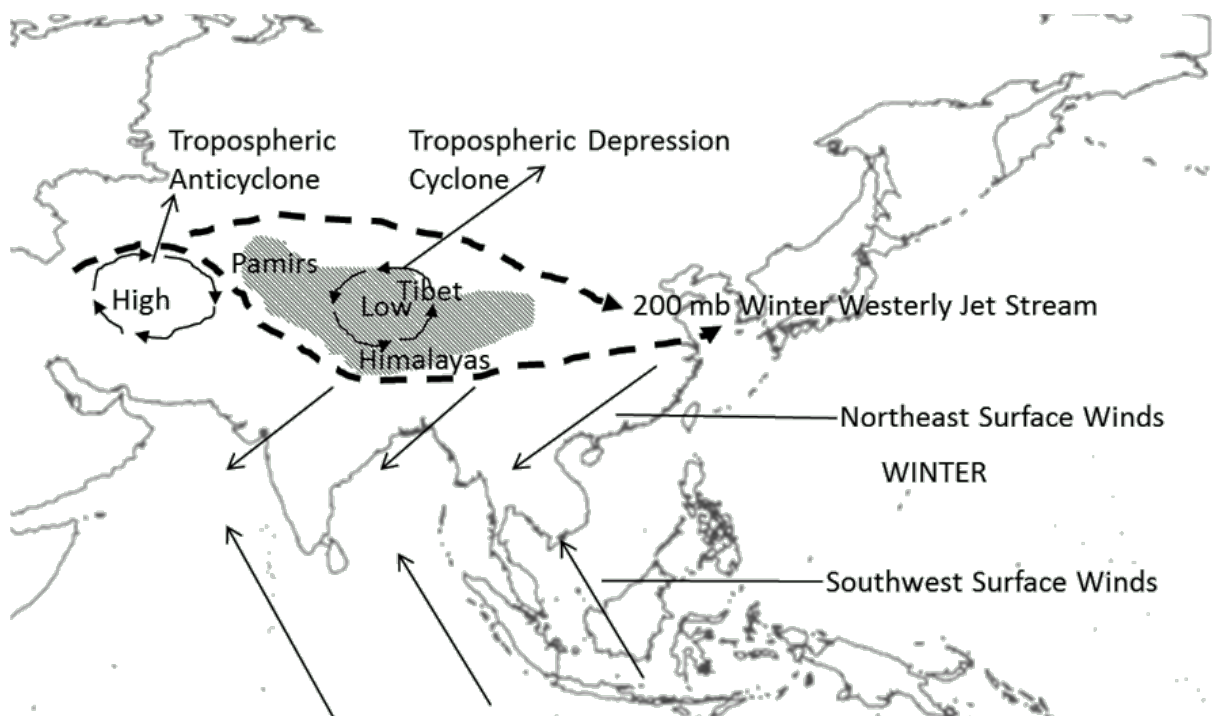 Tropospheric
Anticyclone
Tropospheric Depression
Cyclone
Pamirs
High
Tibet
Low
Himalayas
200 mb Winter Westerly Jet Stream
Northeast Surface Winds
WINTER
Southwest Surface Winds